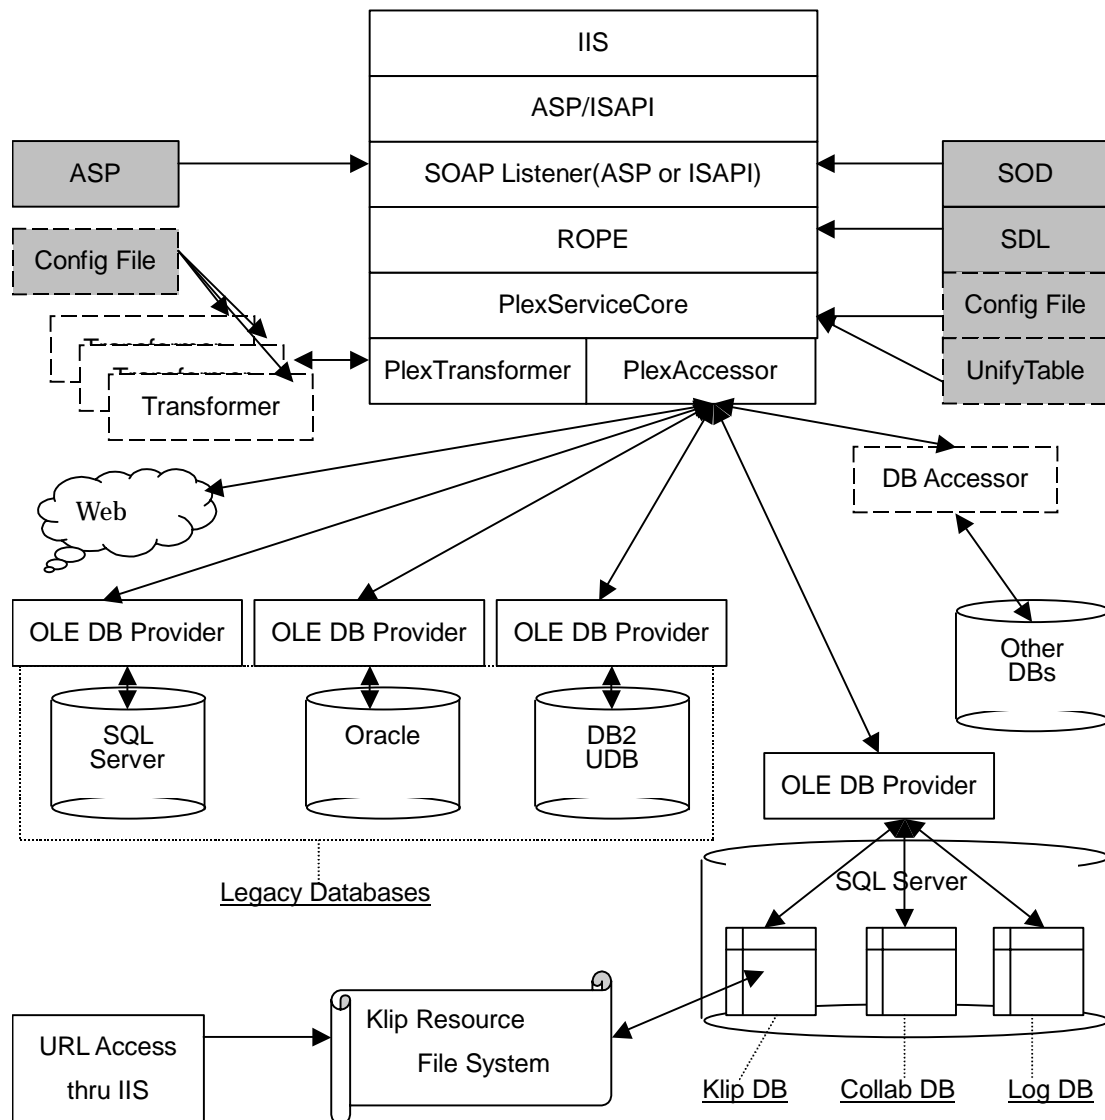 IIS
ASP/ISAPI
ASP
SOAP Listener(ASP or ISAPI)
SOD
Config File
ROPE
SDL
PlexServiceCore
Config File
Transformer
Transformer
Transformer
PlexTransformer
PlexAccessor
UnifyTable
Web
DB Accessor
OLE DB Provider
OLE DB Provider
OLE DB Provider
Other
DBs
SQL
Server
Oracle
DB2
UDB
OLE DB Provider
Legacy Databases
SQL Server
Klip Resource
File System
URL Access
thru IIS
Klip DB
Collab DB
Log DB